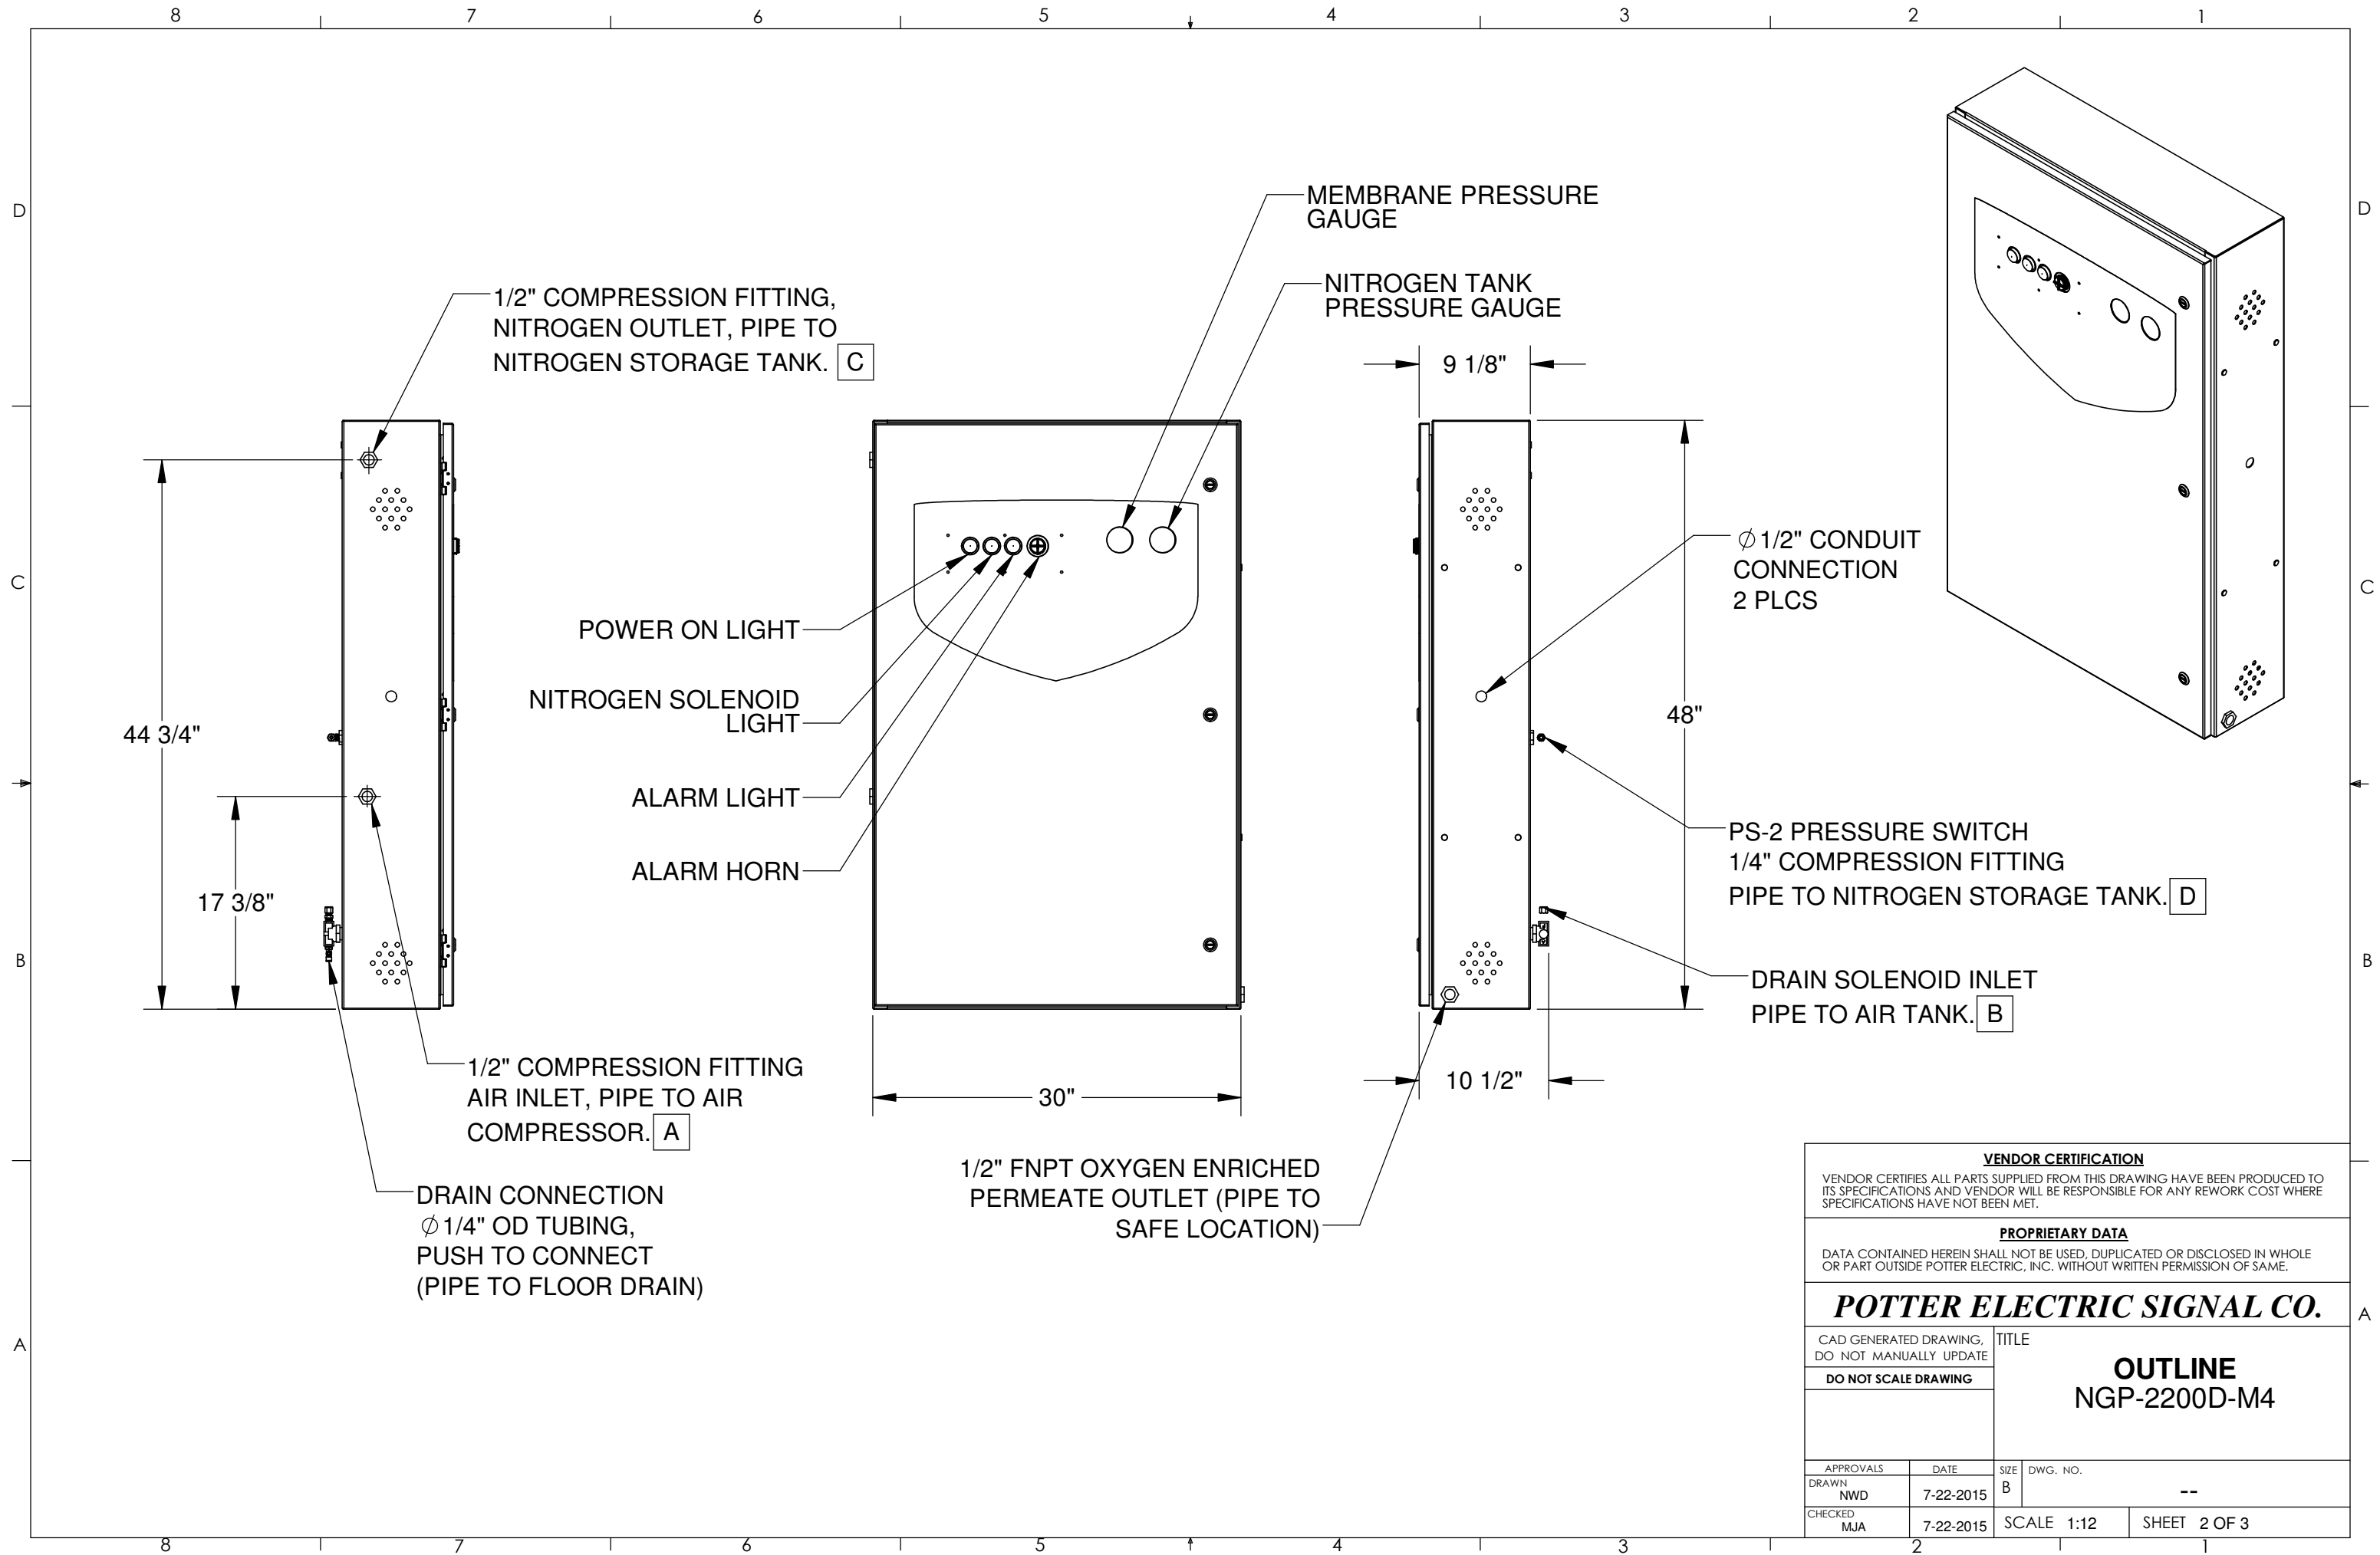 8 7 6 5 4 3 2 1
D
D
C
C
B
B
A
A
MEMBRANE PRESSURE
GAUGE
NITROGEN TANK
PRESSURE GAUGE
1/2" COMPRESSION FITTING,
NITROGEN OUTLET, PIPE TO
NITROGEN STORAGE TANK. C
9 1/8"
⌀1/2" CONDUIT
CONNECTION
2 PLCS
POWER ON LIGHT
NITROGEN SOLENOID
LIGHT
ALARM LIGHT
ALARM HORN
44 3/4"
17 3/8"
48"
PS-2 PRESSURE SWITCH
1/4" COMPRESSION FITTING
PIPE TO NITROGEN STORAGE TANK. D
DRAIN SOLENOID INLET
PIPE TO AIR TANK. B
1/2" COMPRESSION FITTING
AIR INLET, PIPE TO AIR
COMPRESSOR. A
30"
10 1/2"
DRAIN CONNECTION
⌀1/4" OD TUBING,
PUSH TO CONNECT
(PIPE TO FLOOR DRAIN)
1/2" FNPT OXYGEN ENRICHED
PERMEATE OUTLET (PIPE TO
SAFE LOCATION)
VENDOR CERTIFICATION
VENDOR CERTIFIES ALL PARTS SUPPLIED FROM THIS DRAWING HAVE BEEN PRODUCED TO
ITS SPECIFICATIONS AND VENDOR WILL BE RESPONSIBLE FOR ANY REWORK COST WHERE
SPECIFICATIONS HAVE NOT BEEN MET.
PROPRIETARY DATA
DATA CONTAINED HEREIN SHALL NOT BE USED, DUPLICATED OR DISCLOSED IN WHOLE
OR PART OUTSIDE POTTER ELECTRIC, INC. WITHOUT WRITTEN PERMISSION OF SAME.
POTTER ELECTRIC SIGNAL CO.
CAD GENERATED DRAWING,
DO NOT MANUALLY UPDATE
DO NOT SCALE DRAWING
TITLE
OUTLINE
NGP-2200D-M4
APPROVALS DATE SIZE DWG. NO.
DRAWN NWD 7-22-2015 B --
CHECKED MJA 7-22-2015 SCALE 1:12 SHEET 2 OF 3
8 7 6 5 4 3 2 1